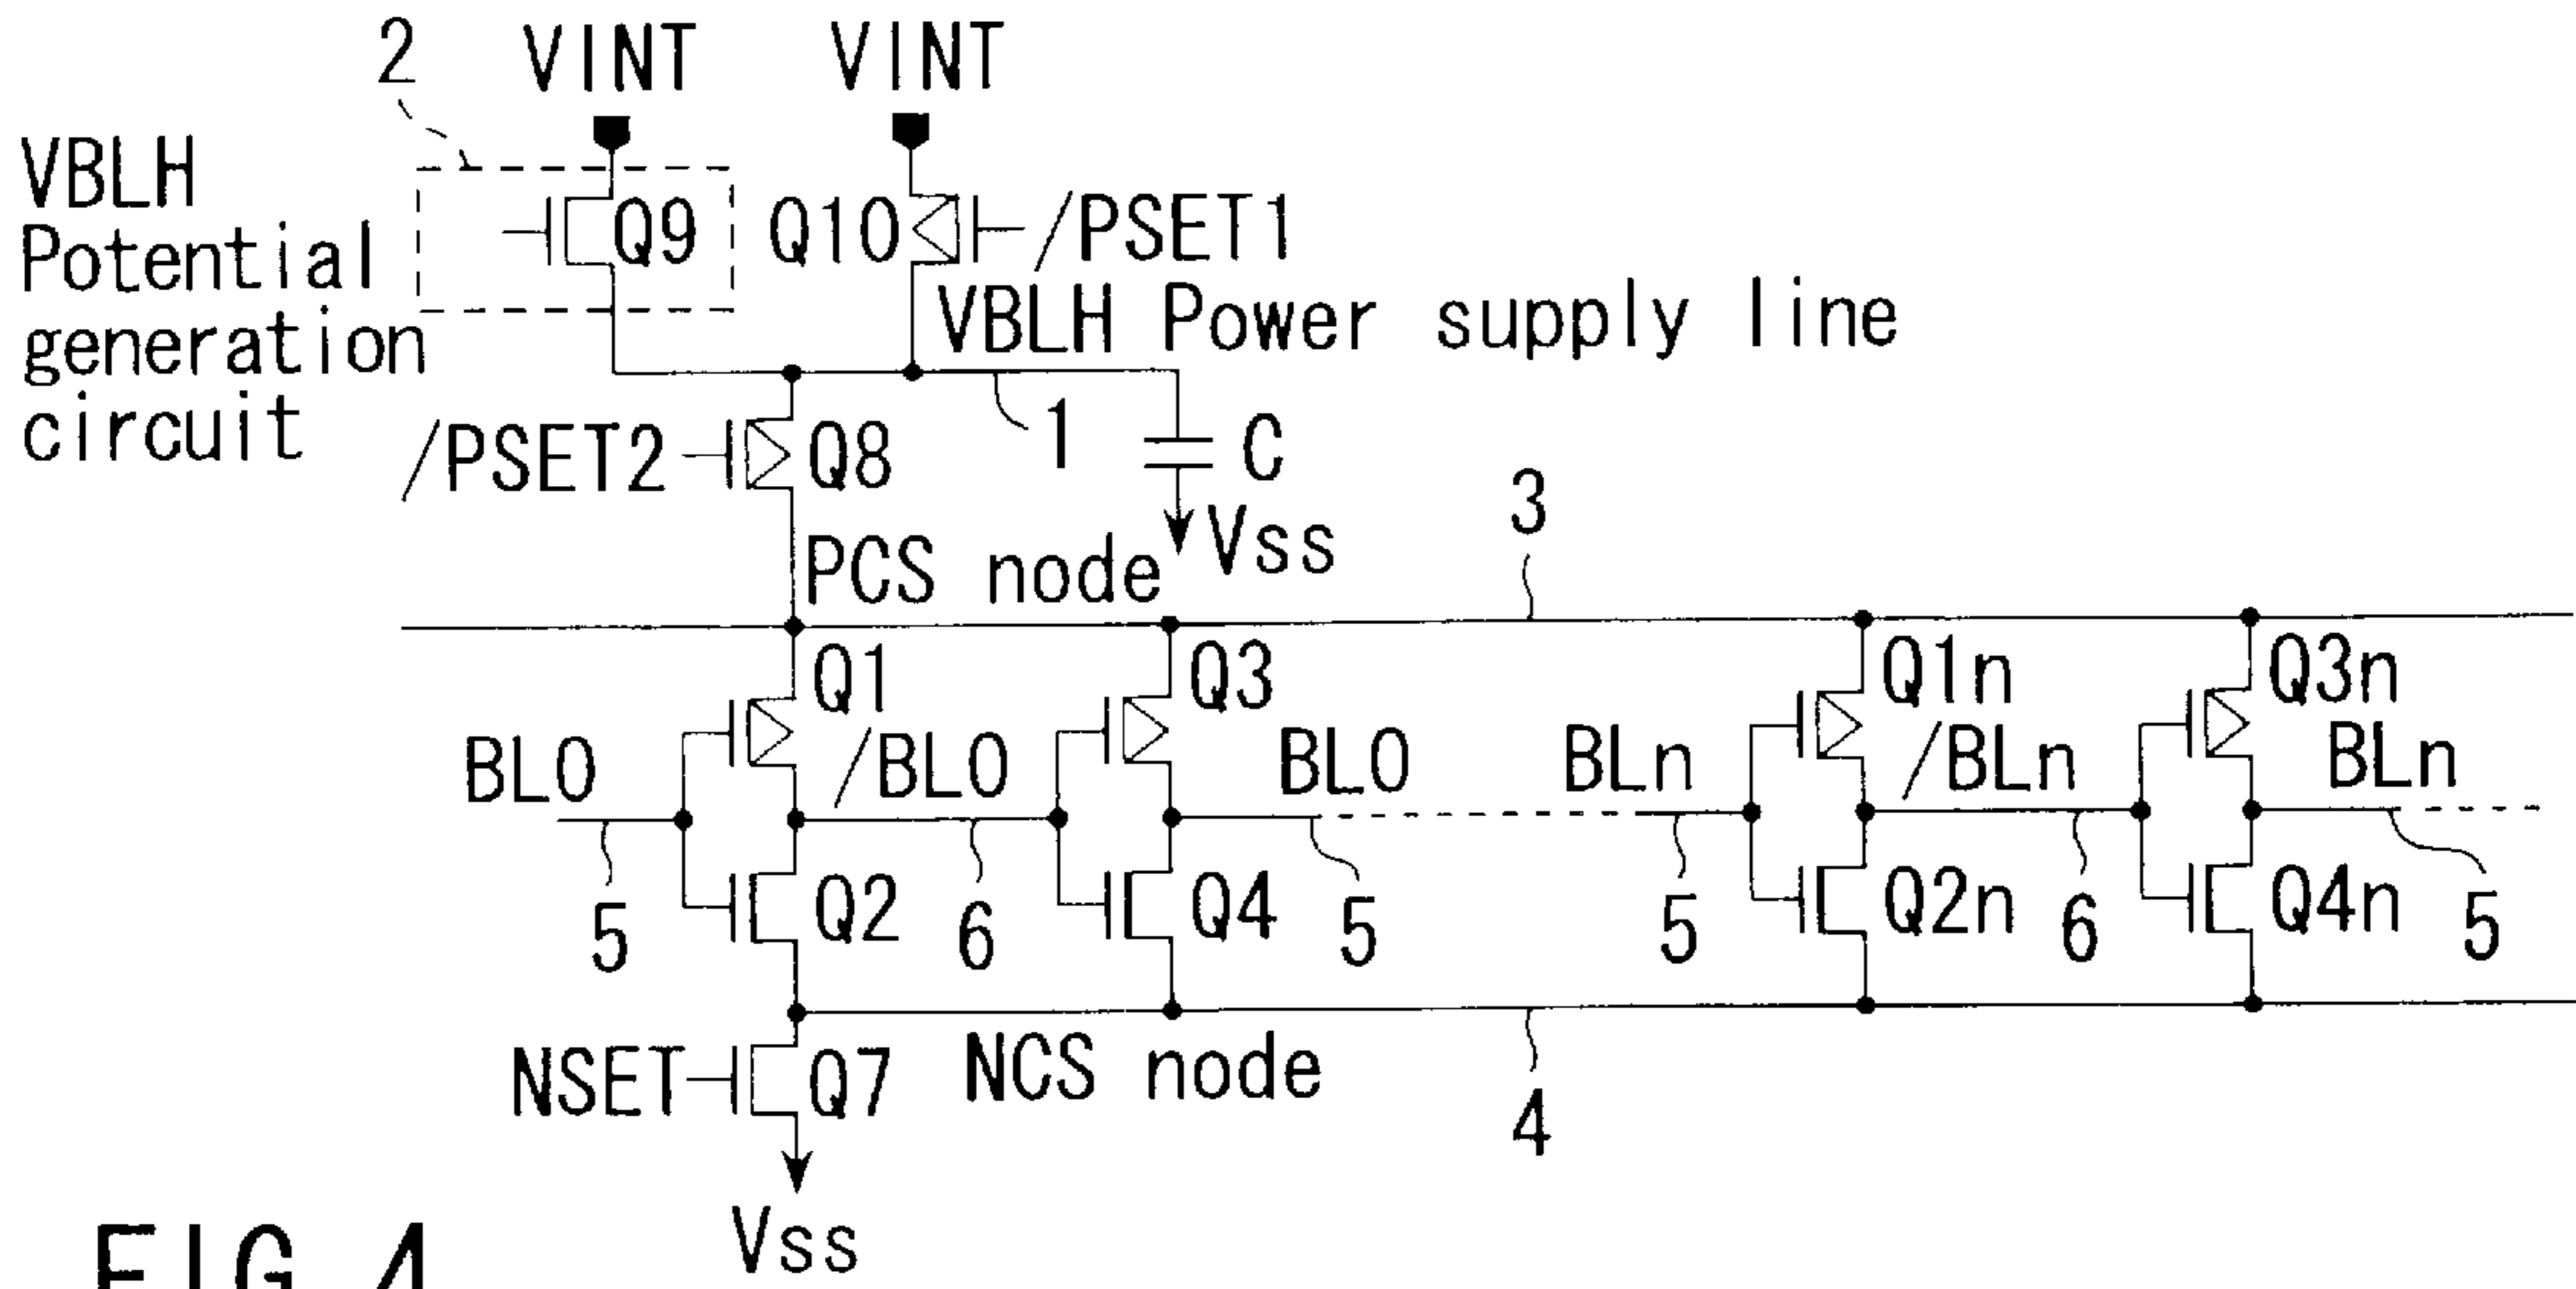 2 VINT VINT
VBLH
Potential
generation
circuit
Q9 Q10 /PSET1
VBLH Power supply line
/PSET2 Q8 1 C
Vss
PCS node 3
Q1 Q3 Q1n Q3n
BL0 /BL0 BL0 BLn /BLn BLn
5 Q2 6 Q4 5 5 Q2n 6 Q4n 5
NSET Q7 NCS node 4
Vss
FIG.4